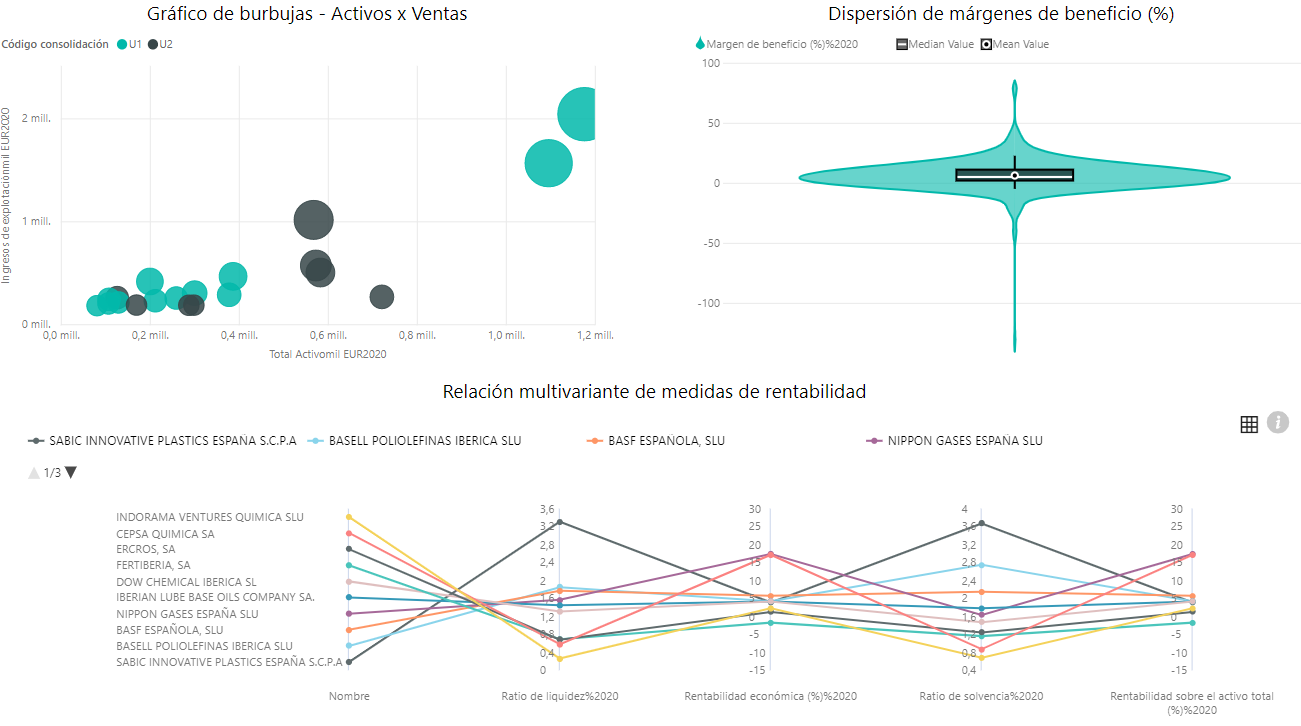 Gráfico de burbujas - Activos x Ventas
Código consolidación U1 U2
Ingresos de explotaciónmil EUR2020
2 mill.
1 mill.
0 mill.
0,0 mill. 0,2 mill. 0,4 mill. 0,6 mill. 0,8 mill. 1,0 mill. 1,2 mill.
Total Activomil EUR2020
Dispersión de márgenes de beneficio (%)
Margen de beneficio (%)%2020 Median Value Mean Value
100
50
0
-50
-100
Relación multivariante de medidas de rentabilidad
SABIC INNOVATIVE PLASTICS ESPAÑA S.C.P.A BASELL POLIOLEFINAS IBERICA SLU BASF ESPAÑOLA, SLU NIPPON GASES ESPAÑA SLU
i
1/3
INDORAMA VENTURES QUIMICA SLU
CEPSA QUIMICA SA
ERCROS, SA
FERTIBERIA, SA
DOW CHEMICAL IBERICA SL
IBERIAN LUBE BASE OILS COMPANY SA.
NIPPON GASES ESPAÑA SLU
BASF ESPAÑOLA, SLU
BASELL POLIOLEFINAS IBERICA SLU
SABIC INNOVATIVE PLASTICS ESPAÑA S.C.P.A
3,6 30 4 30
3,2 25 3,6 25
2,8 20 3,2 20
2,4 15 2,8 15
2 10 2,4 10
1,6 5 2 5
1,2 0 1,6 0
0,8 -5 1,2 -5
0,4 -10 0,8 -10
0 -15 0,4 -15
Nombre Ratio de liquidez%2020 Rentabilidad económica (%)%2020 Ratio de solvencia%2020 Rentabilidad sobre el activo total
(%)%2020